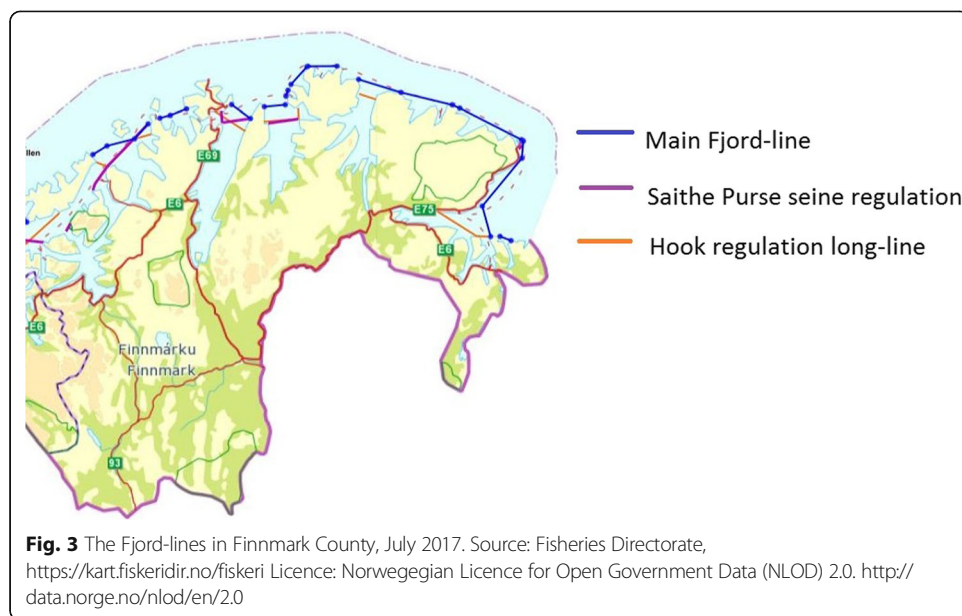 llen
E69
E6
E75
E6
E6
Finnmárku
Finnmark
93
Main Fjord-line
Saithe Purse seine regulation
Hook regulation long-line
Fig. 3 The Fjord-lines in Finnmark County, July 2017. Source: Fisheries Directorate,
https://kart.fiskeridir.no/fiskeri Licence: Norwegegian Licence for Open Government Data (NLOD) 2.0. http://
data.norge.no/nlod/en/2.0